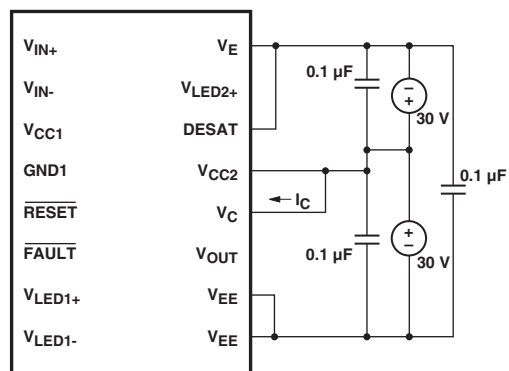 VIN+ VE
0.1 µF
VIN- VLED2+
30 V
VCC1 DESAT
GND1 VCC2
0.1 µF
RESET VC IC
FAULT VOUT
0.1 µF
30 V
VLED1+ VEE
VLED1- VEE